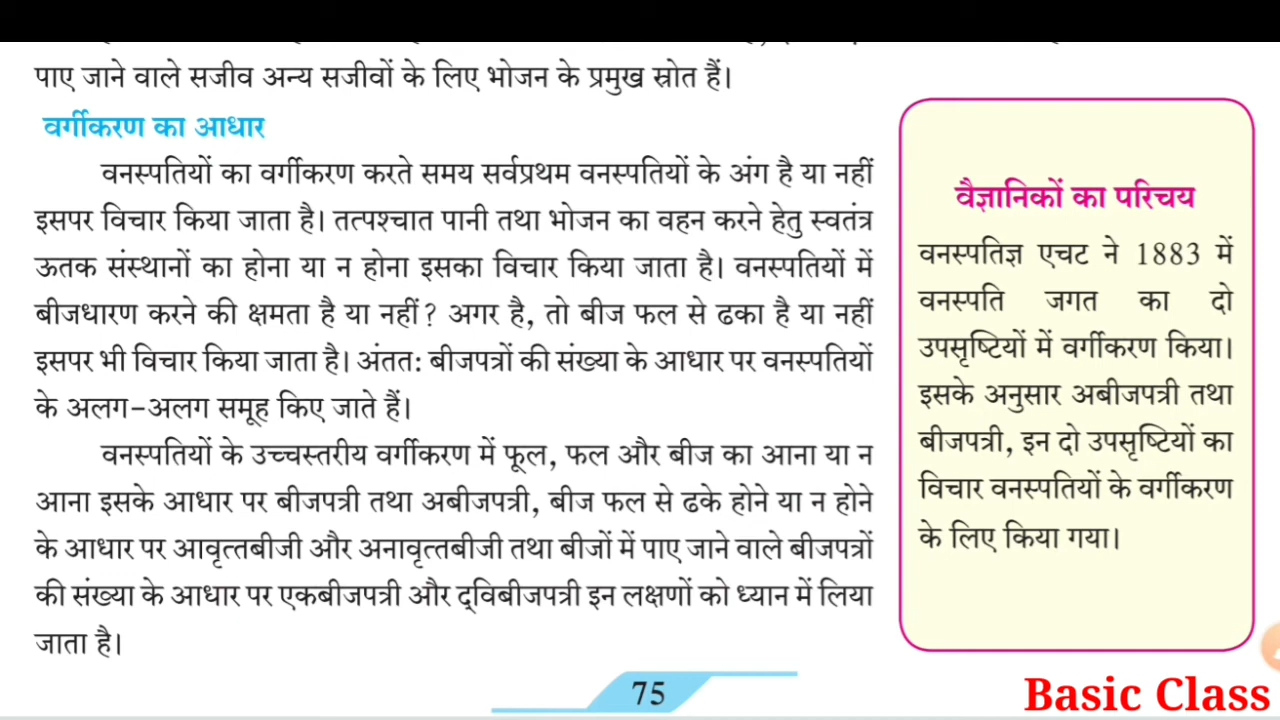 पाए जाने वाले सजीव अन्य सजीवों के लिए भोजन के प्रमुख स्रोत हैं।
वर्गीकरण का आधार
वनस्पतियों का वर्गीकरण करते समय सर्वप्रथम वनस्पतियों के अंग है या नहीं
इसपर विचार किया जाता है। तत्पश्चात पानी तथा भोजन का वहन करने हेतु स्वतंत्र
ऊतक संस्थानों का होना या न होना इसका विचार किया जाता है। वनस्पतियों में
बीजधारण करने की क्षमता है या नहीं? अगर है, तो बीज फल से ढका है या नहीं
इसपर भी विचार किया जाता है। अंतत: बीजपत्रों की संख्या के आधार पर वनस्पतियों
के अलग-अलग समूह किए जाते हैं।
वनस्पतियों के उच्चस्तरीय वर्गीकरण में फूल, फल और बीज का आना या न
आना इसके आधार पर बीजपत्री तथा अबीजपत्री, बीज फल से ढके होने या न होने
के आधार पर आवृत्तबीजी और अनावृत्तबीजी तथा बीजों में पाए जाने वाले बीजपत्रों
की संख्या के आधार पर एकबीजपत्री और द्‌विबीजपत्री इन लक्षणों को ध्यान में लिया
जाता है।
वैज्ञानिकों का परिचय
वनस्पतिज्ञ एचट ने 1883 में
वनस्पति जगत का दो
उपसृष्टियों में वर्गीकरण किया।
इसके अनुसार अबीजपत्री तथा
बीजपत्री, इन दो उपसृष्टियों का
विचार वनस्पतियों के वर्गीकरण
के लिए किया गया।
75
Basic Class